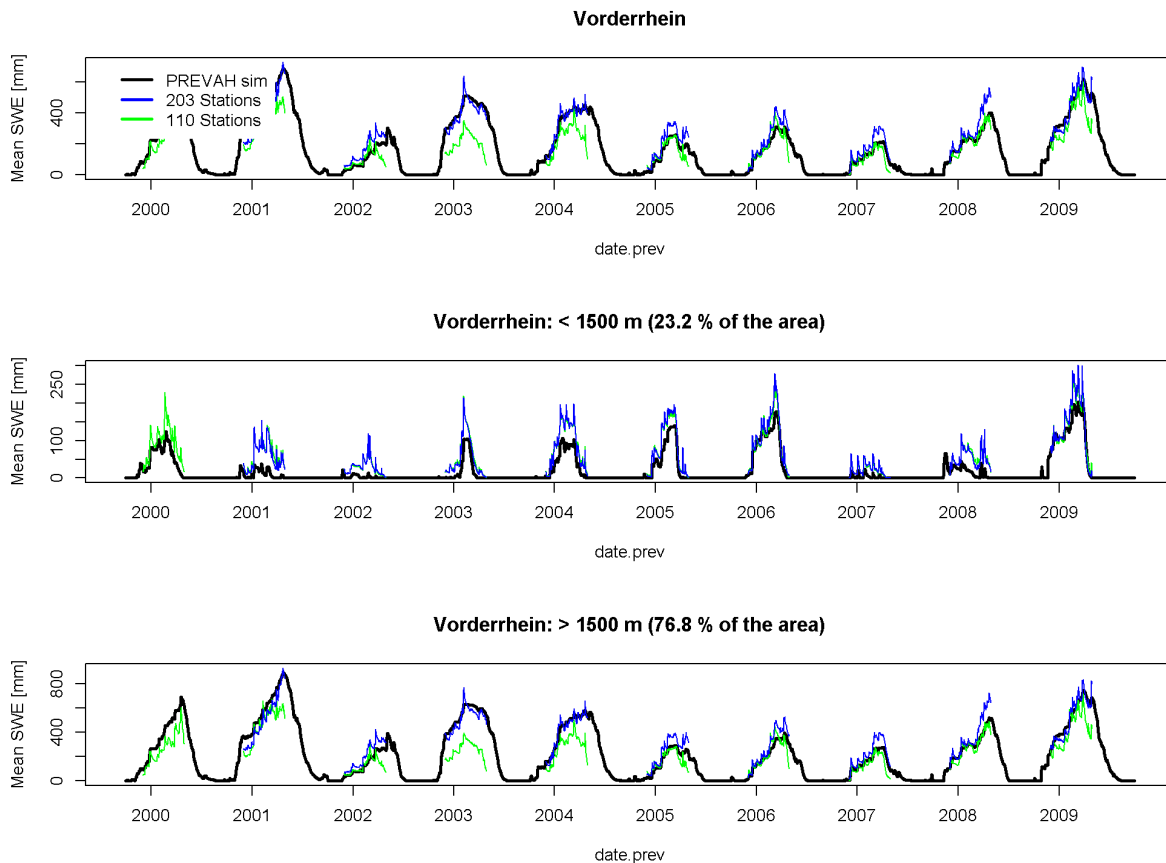 Vorderrhein
Mean SWE [mm]
400
0
PREVAH sim
203 Stations
110 Stations
2000 2001 2002 2003 2004 2005 2006 2007 2008 2009
date.prev
Vorderrhein: < 1500 m (23.2 % of the area)
Mean SWE [mm]
250
100
0
2000 2001 2002 2003 2004 2005 2006 2007 2008 2009
date.prev
Vorderrhein: > 1500 m (76.8 % of the area)
Mean SWE [mm]
800
400
0
2000 2001 2002 2003 2004 2005 2006 2007 2008 2009
date.prev